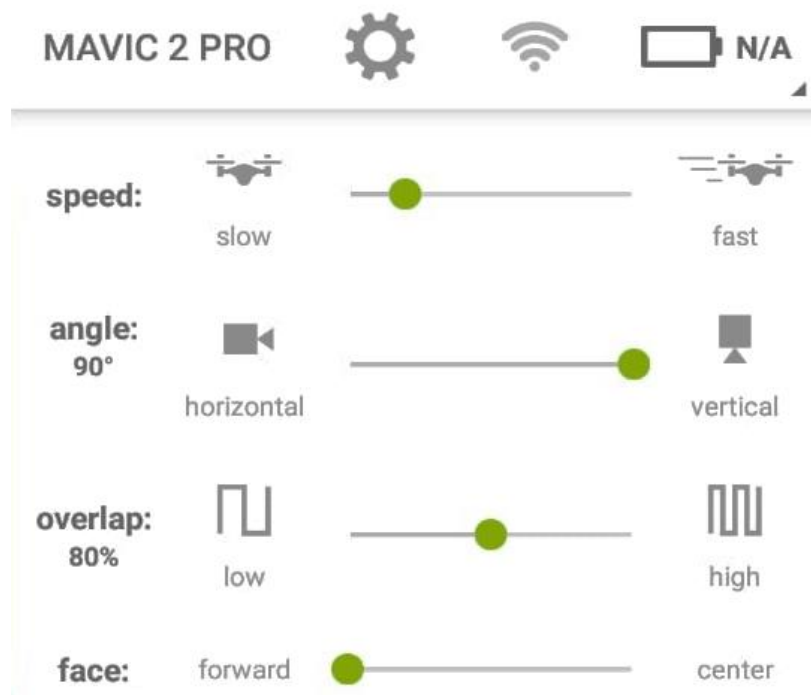 MAVIC 2 PRO N/A
speed:
slow fast
angle:
90°
horizontal vertical
overlap:
80%
low high
face: forward center